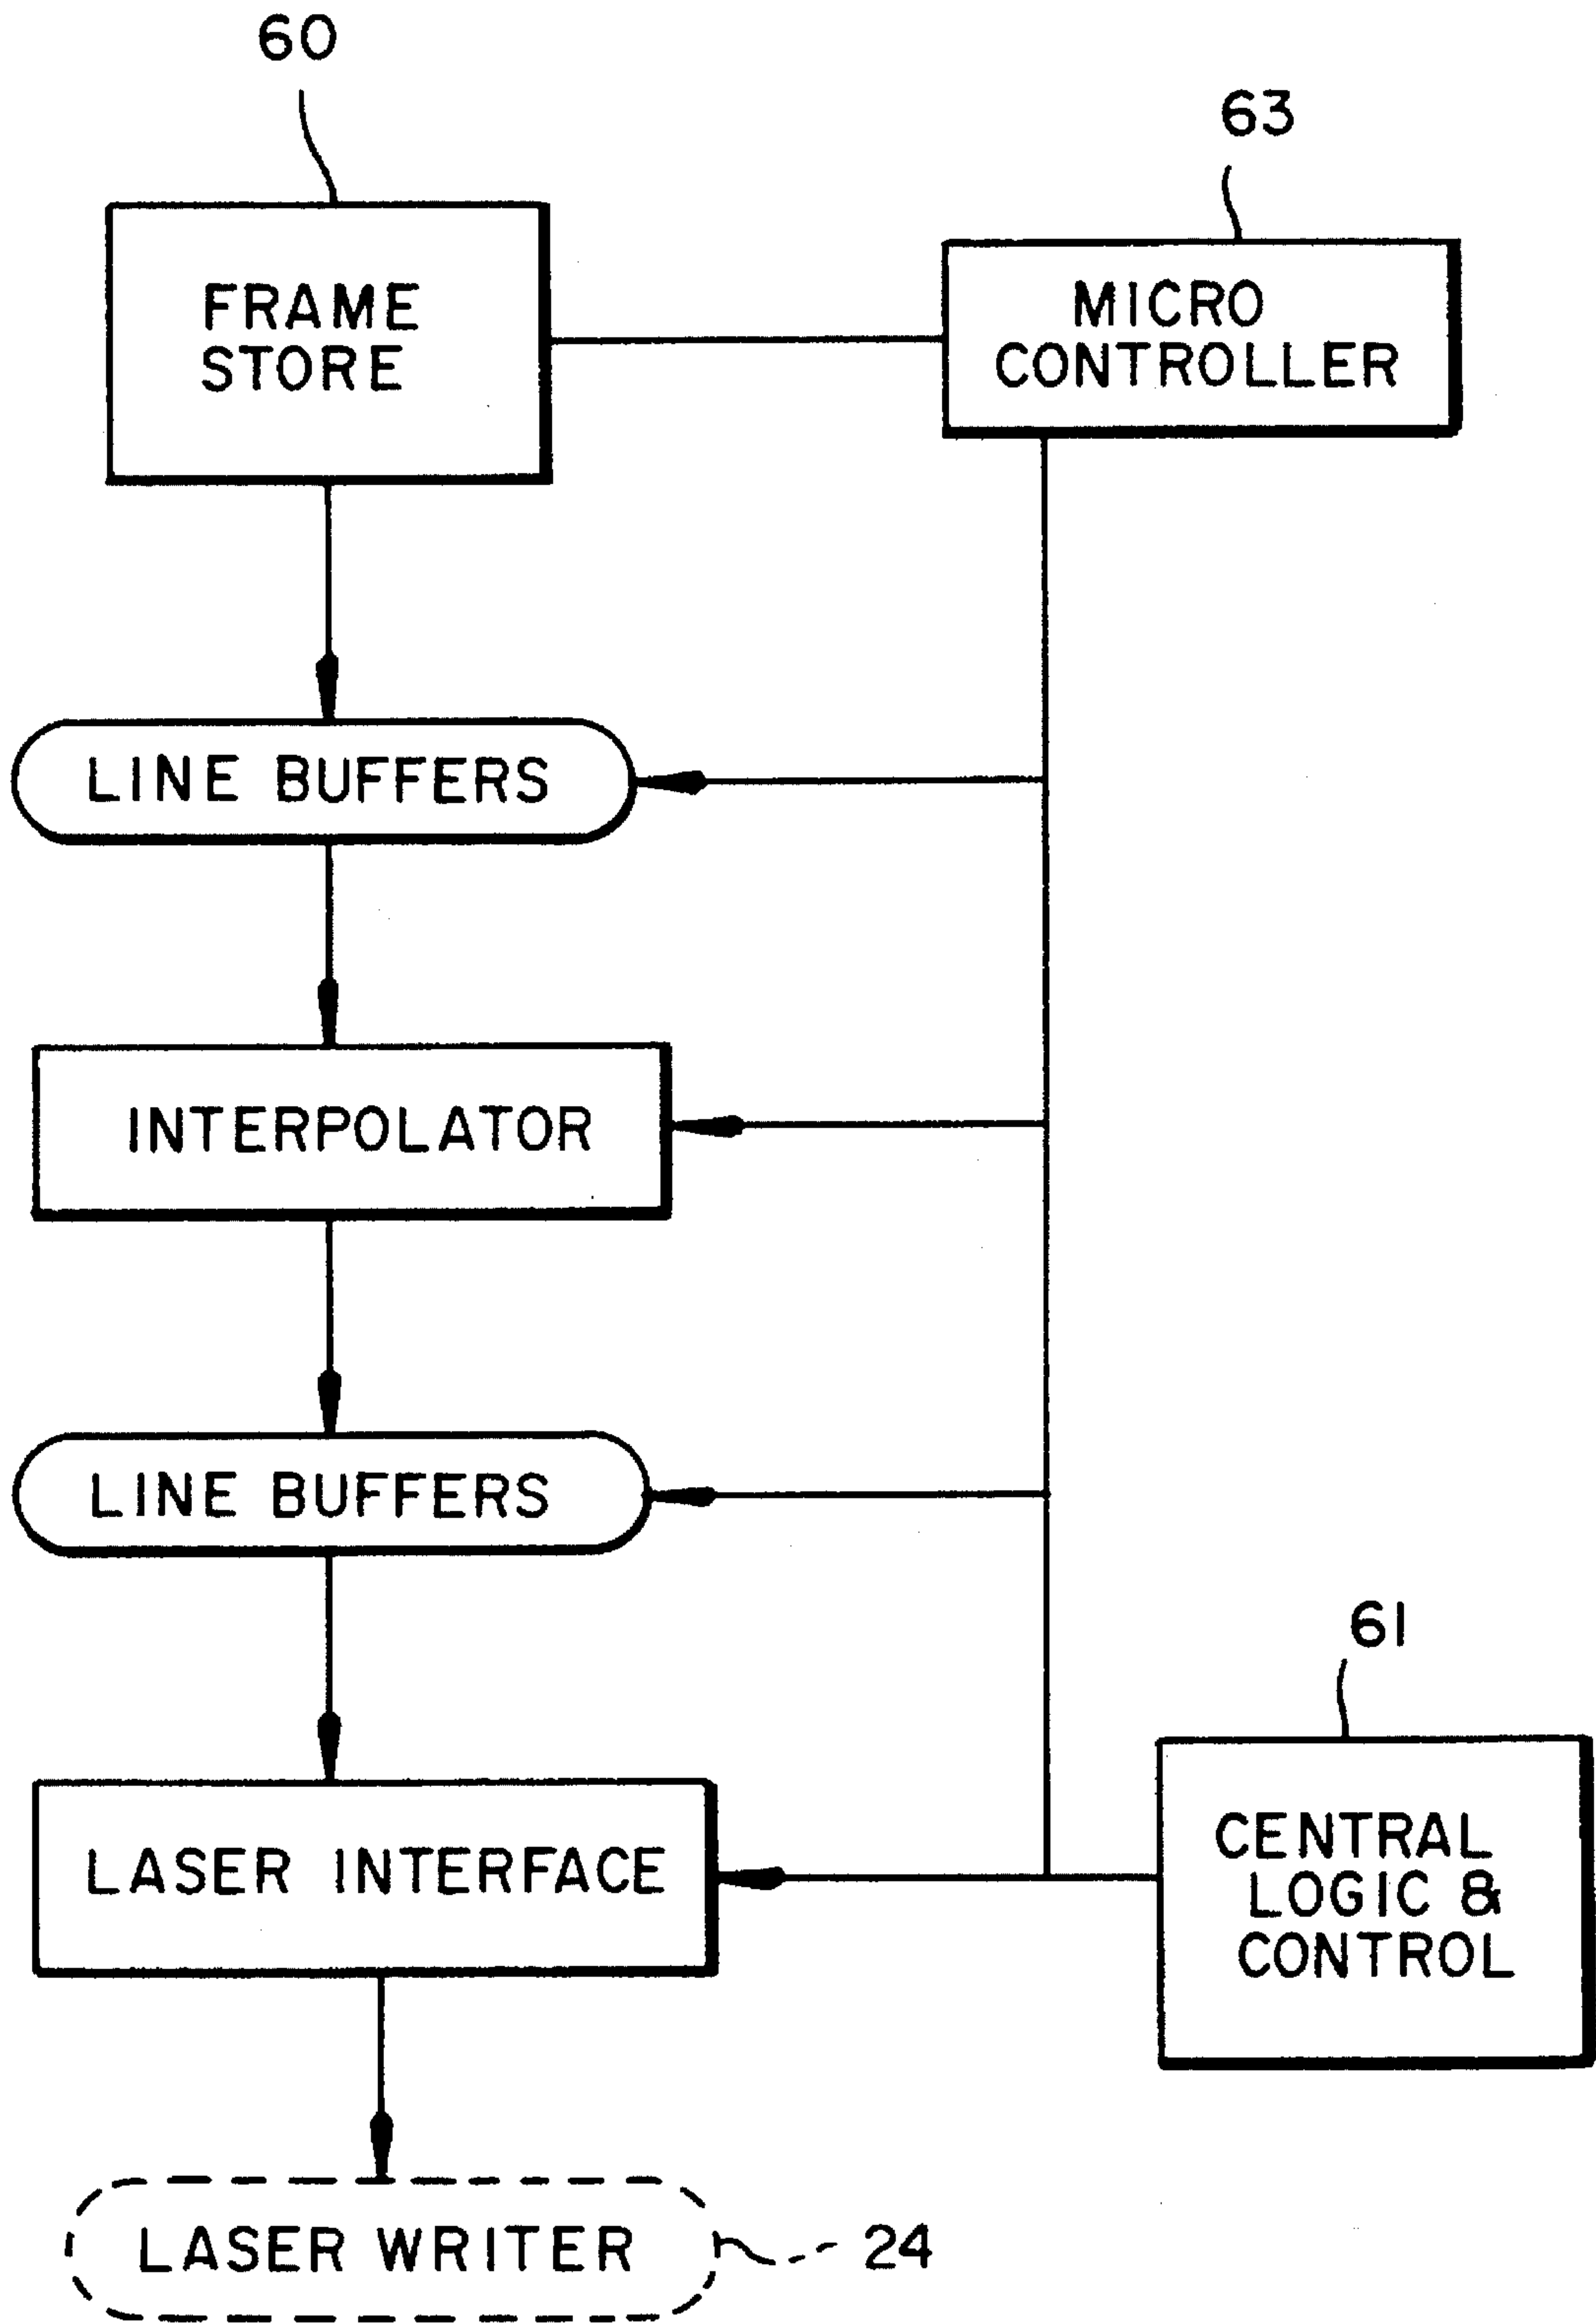 60
63
FRAME
STORE
MICRO
CONTROLLER
LINE BUFFERS
INTERPOLATOR
LINE BUFFERS
61
LASER INTERFACE
CENTRAL
LOGIC &
CONTROL
LASER WRITER
24